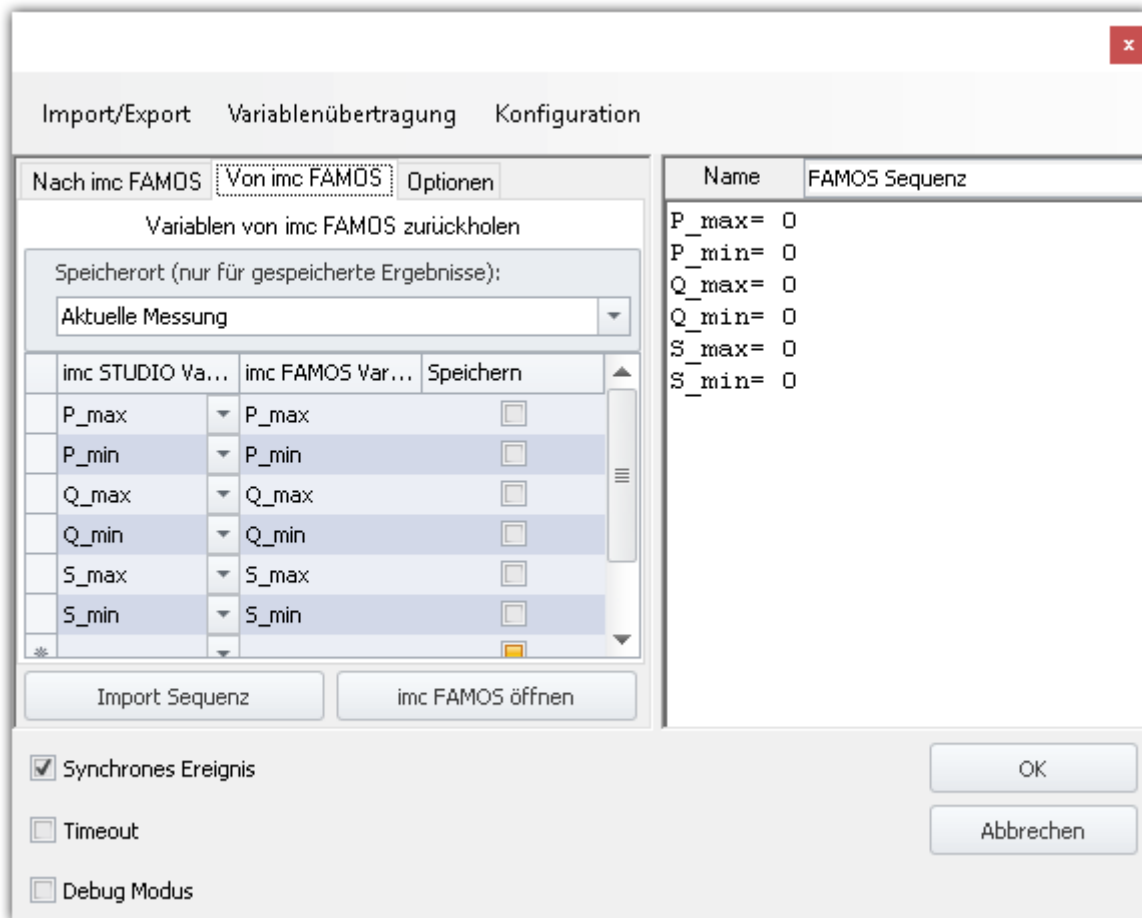 x
Import/Export Variablenübertragung Konfiguration
Nach imc FAMOS Von imc FAMOS Optionen
Variablen von imc FAMOS zurückholen
Speicherort (nur für gespeicherte Ergebnisse):
Aktuelle Messung
imc STUDIO Va... imc FAMOS Var... Speichern
P_max P_max
P_min P_min
Q_max Q_max
Q_min Q_min
S_max S_max
S_min S_min
*
Import Sequenz imc FAMOS öffnen
Name FAMOS Sequenz
P_max= 0
P_min= 0
Q_max= 0
Q_min= 0
S_max= 0
S_min= 0
Synchrones Ereignis
Timeout
Debug Modus
OK
Abbrechen